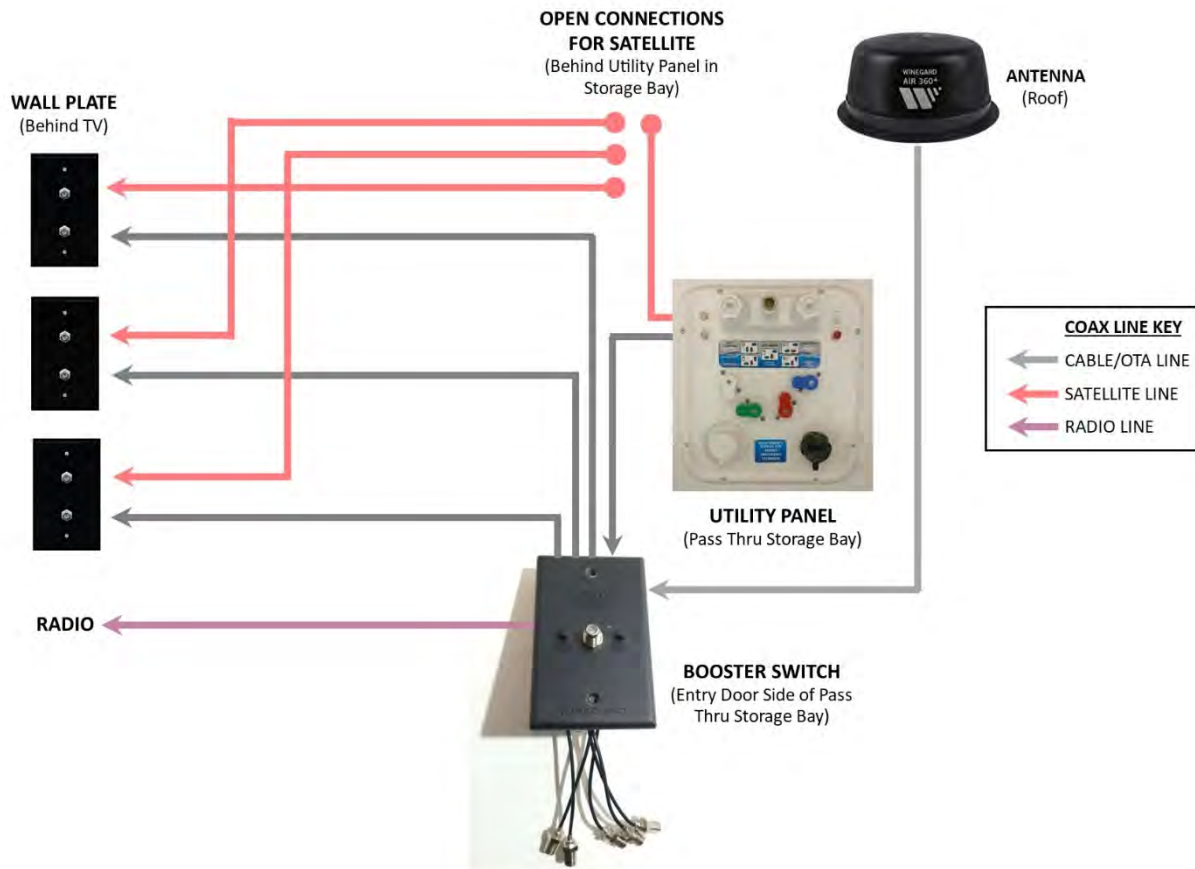 OPEN CONNECTIONS
FOR SATELLITE
(Behind Utility Panel in
Storage Bay)
WINEGARD
AIR 360+
ANTENNA
(Roof)
WALL PLATE
(Behind TV)
COAX LINE KEY
CABLE/OTA LINE
SATELLITE LINE
RADIO LINE
UTILITY PANEL
(Pass Thru Storage Bay)
RADIO
BOOSTER SWITCH
(Entry Door Side of Pass
Thru Storage Bay)